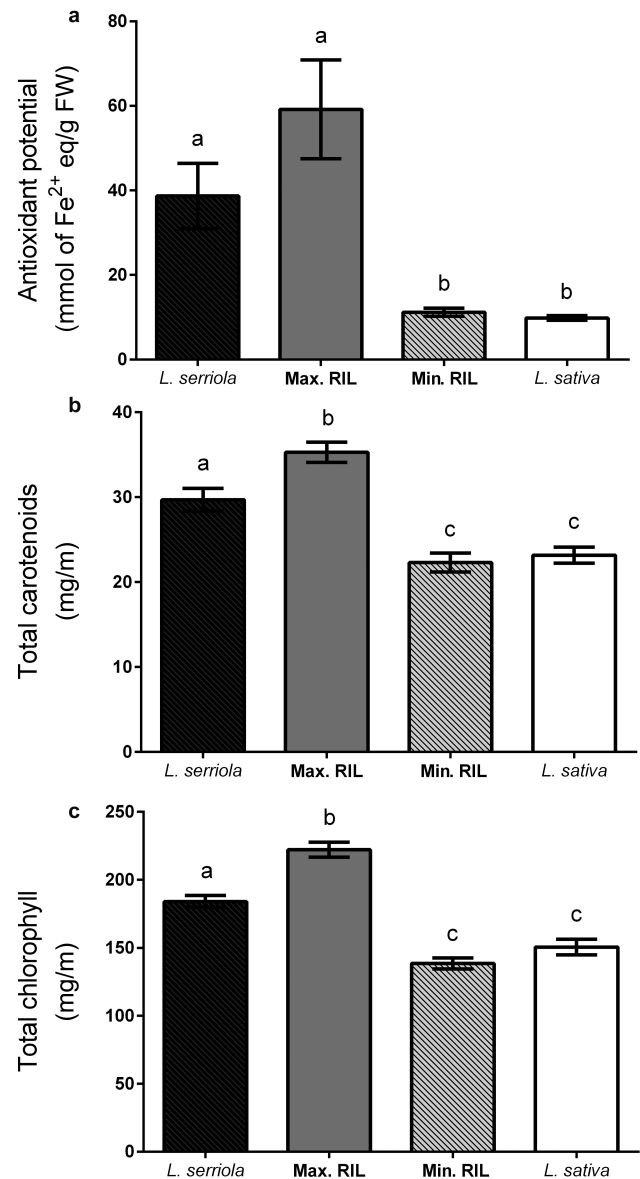 a
Antioxidant potential
(mmol of Fe²⁺ eq/g FW)
80
60
40
20
0
a
a
b
b
L. serriola Max. RIL Min. RIL L. sativa
b
Total carotenoids
(mg/m)
40
30
20
10
0
a
b
c
c
L. serriola Max. RIL Min. RIL L. sativa
c
Total chlorophyll
(mg/m)
250
200
150
100
50
0
a
b
c
c
L. serriola Max. RIL Min. RIL L. sativa